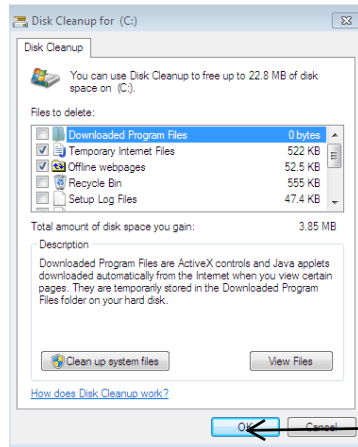 Disk Cleanup for (C:)
Disk Cleanup
You can use Disk Cleanup to free up to 22.8 MB of disk
space on (C:).
Files to delete:
Downloaded Program Files 0 bytes
Temporary Internet Files 522 KB
Offline webpages 52.5 KB
Recycle Bin 555 KB
Setup Log Files 47.4 KB
Total amount of disk space you gain: 3.85 MB
Description
Downloaded Program Files are ActiveX controls and Java applets
downloaded automatically from the Internet when you view certain
pages. They are temporarily stored in the Downloaded Program
Files folder on your hard disk.
Clean up system files View Files
How does Disk Cleanup work?
OK Cancel